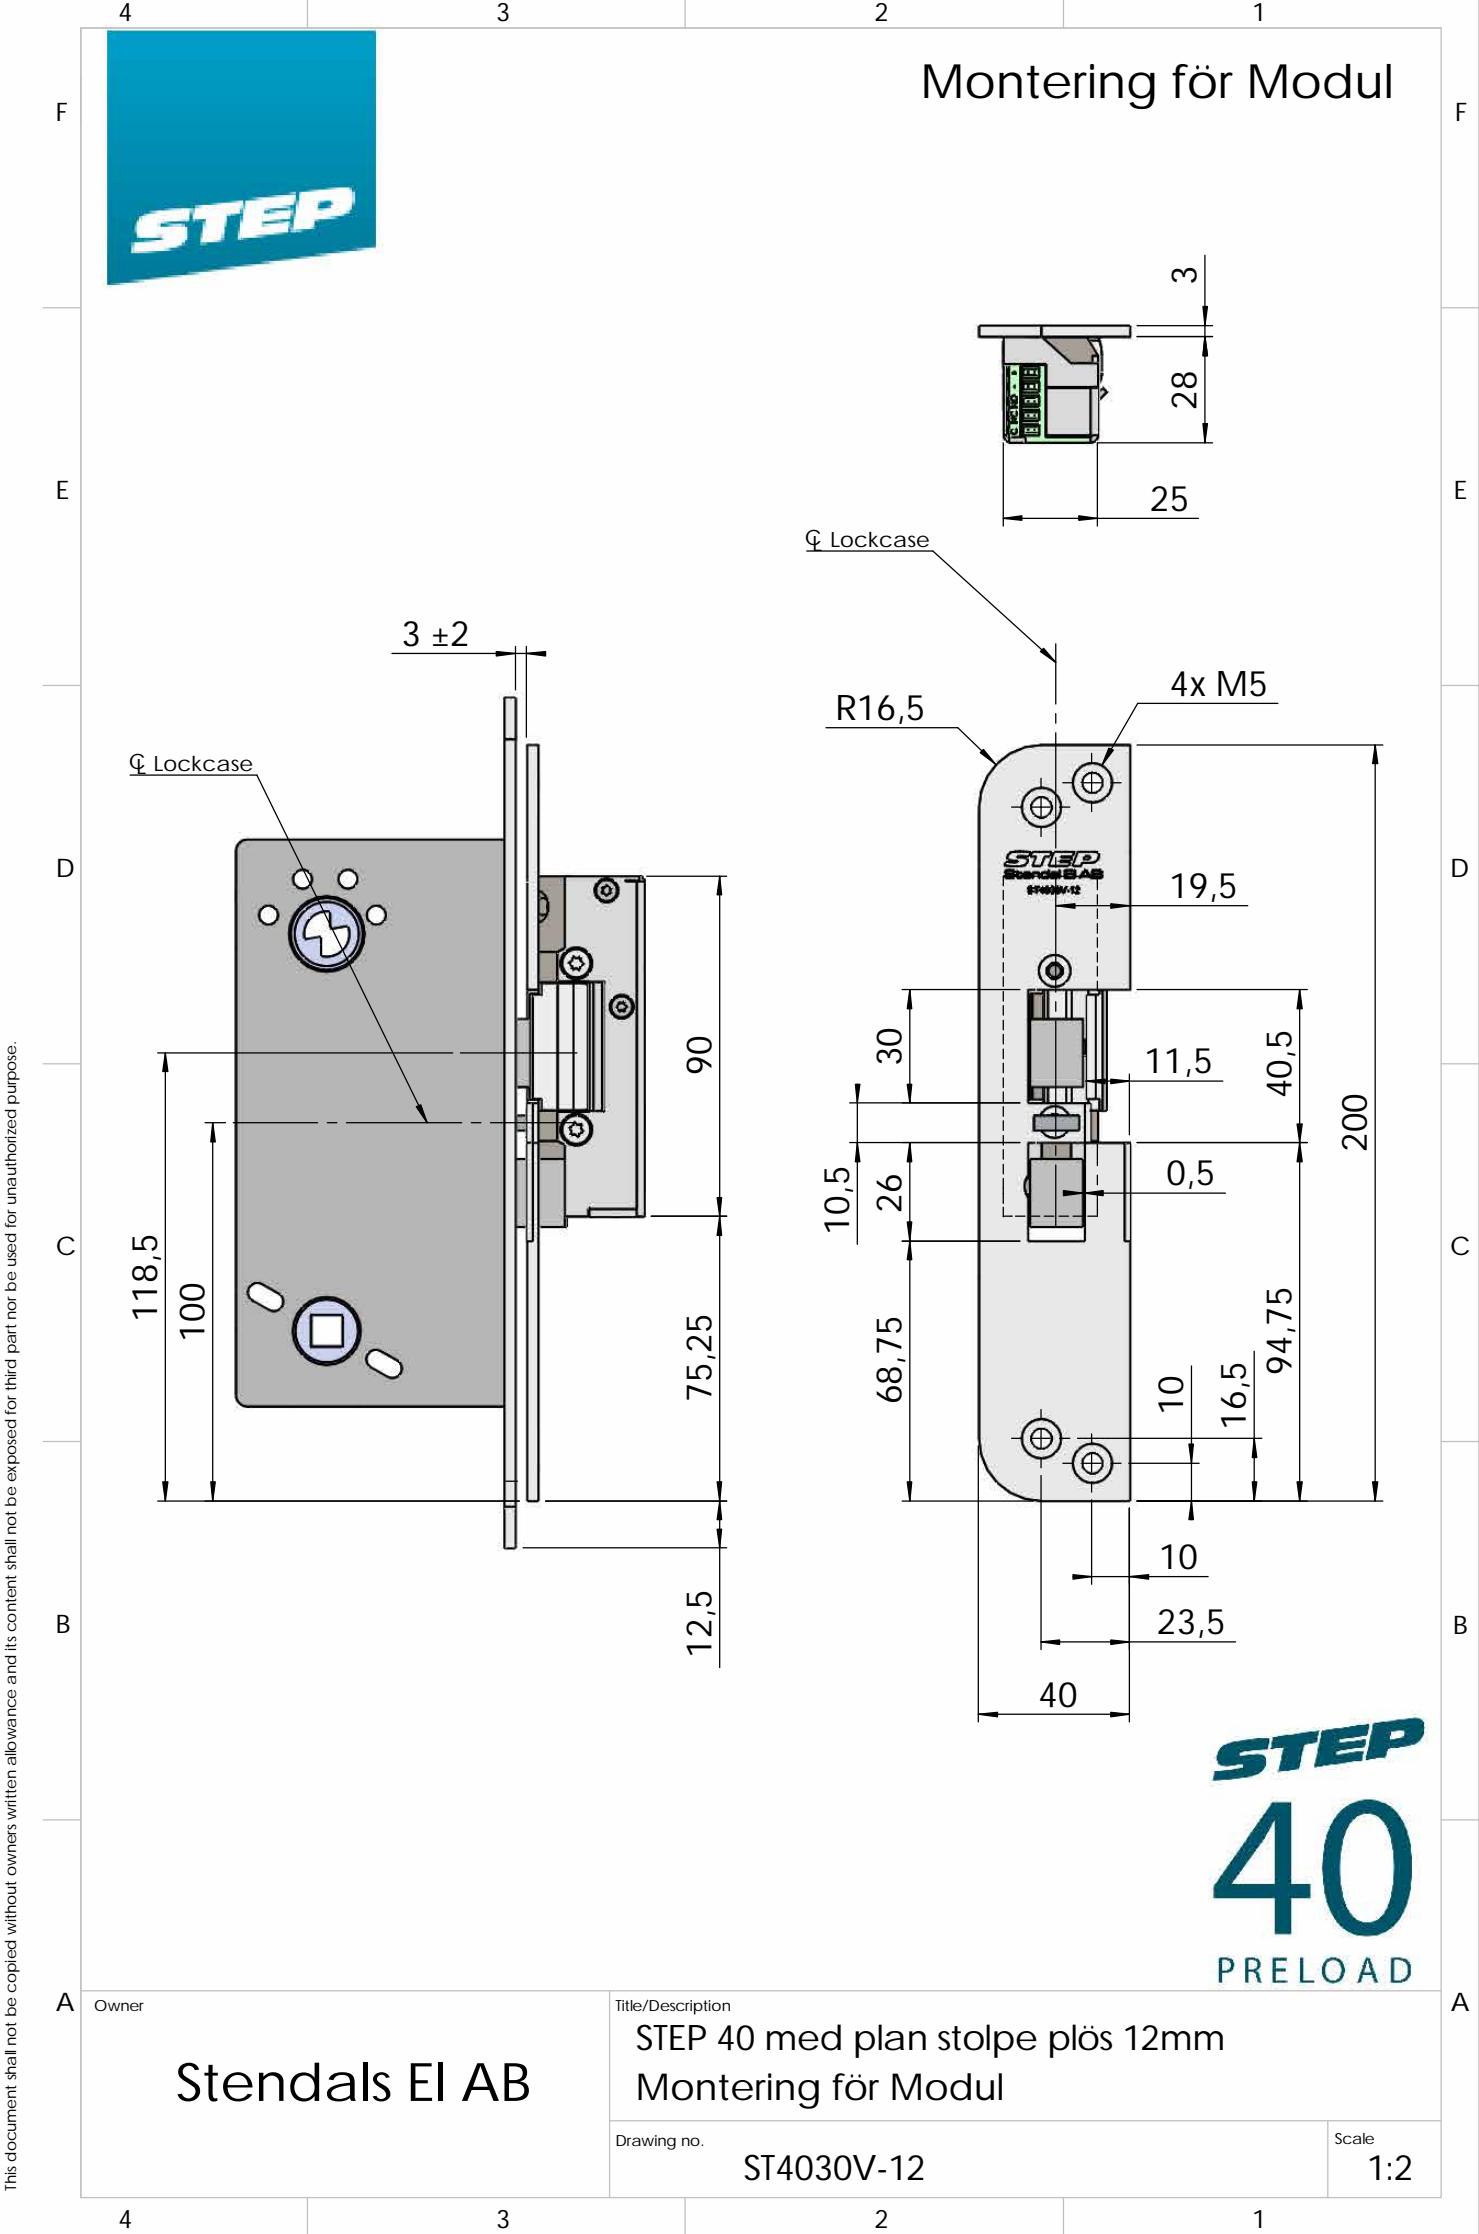 4 3 2 1
STEP
Montering för Modul
F F
3
28
C NC NO - +
25
E E
℄ Lockcase
3 ±2
4x M5
R16,5
℄ Lockcase
D D
STEP
Stendals El AB
ST4030V-12
19,5
90
30
11,5
40,5
200
10,5
26
0,5
C C
118,5
100
75,25
68,75
94,75
10
16,5
10
12,5
23,5
B B
40
STEP
40
PRELOAD
This document shall not be copied without owners written allowance and its content shall not be exposed for third part nor be used for unauthorized purpose.
A A
Owner
Stendals El AB
Title/Description
STEP 40 med plan stolpe plös 12mm
Montering för Modul
Drawing no.
ST4030V-12
Scale
1:2
4 3 2 1